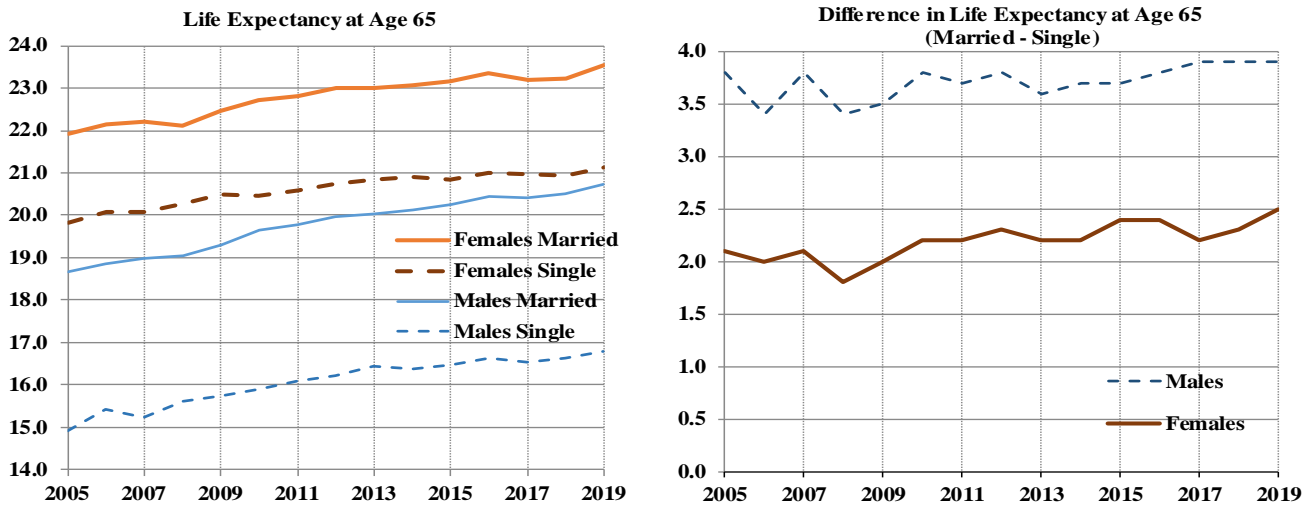 Life Expectancy at Age 65
24.0
23.0
22.0
21.0
20.0
19.0
18.0
17.0
16.0
15.0
14.0
Females Married
Females Single
Males Married
Males Single
2005 2007 2009 2011 2013 2015 2017 2019
Difference in Life Expectancy at Age 65
(Married - Single)
4.0
3.5
3.0
2.5
2.0
1.5
1.0
0.5
0.0
Males
Females
2005 2007 2009 2011 2013 2015 2017 2019